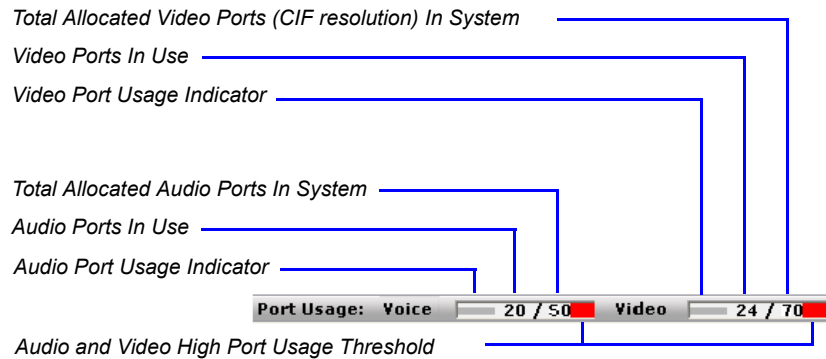 Total Allocated Video Ports (CIF resolution) In System
Video Ports In Use
Video Port Usage Indicator
Total Allocated Audio Ports In System
Audio Ports In Use
Audio Port Usage Indicator
Port Usage: Voice 20 / 50 Video 24 / 70
Audio and Video High Port Usage Threshold